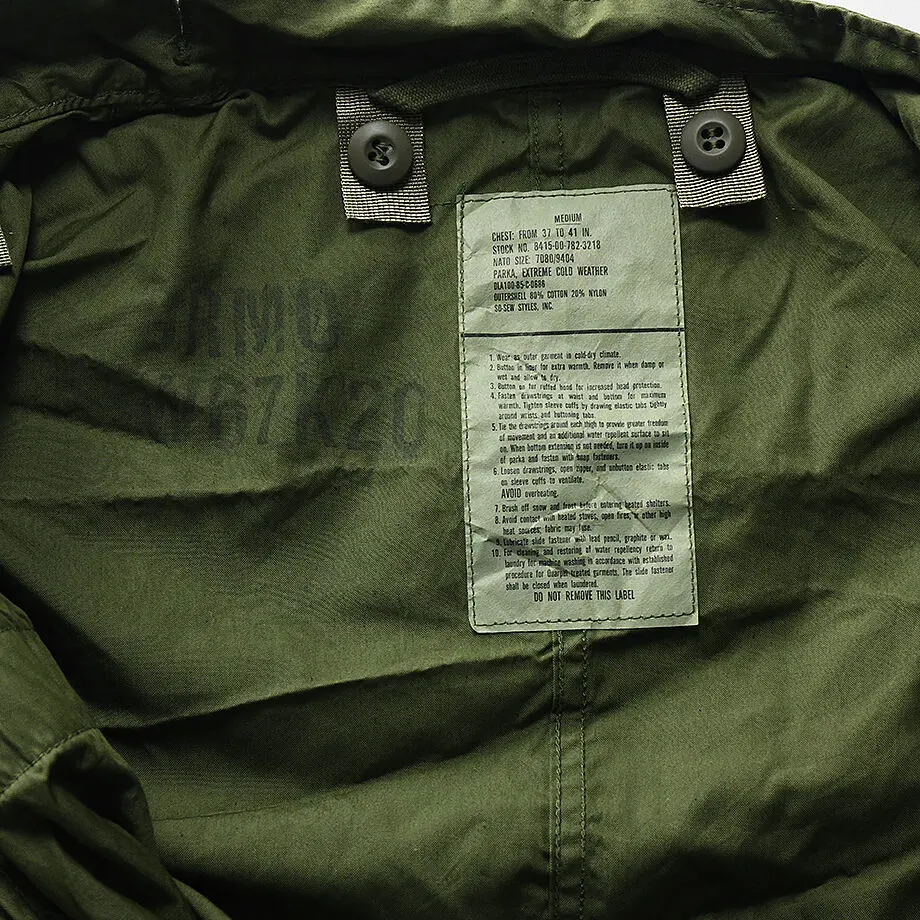 MEDIUM
CHEST: FROM 37 TO 41 IN.
STOCK NO. 8415-00-782-3218
NATO SIZE: 7080/9404
PARKA, EXTREME COLD WEATHER
DLA100-85-C-0686
OUTERSHELL 80% COTTON 20% NYLON
SO-SEW STYLES, INC.
1. Wear as outer garment in cold-dry climate.
2. Button in liner for extra warmth. Remove it when damp or
wet and allow to dry.
3. Button on fur ruffed hood for increased head protection.
4. Fasten drawstrings at waist and bottom for maximum
warmth. Tighten sleeve cuffs by drawing elastic tabs tightly
around wrists and buttoning tabs.
5. Tie the drawstrings around each thigh to provide greater freedom
of movement and an additional water repellent surface to sit
on. When bottom extension is not needed, turn it up on inside
of parka and fasten with snap fasteners.
6. Loosen drawstrings, open zipper, and unbutton elastic tabs
on sleeve cuffs to ventilate.
AVOID overheating.
7. Brush off snow and frost before entering heated shelters.
8. Avoid contact with heated stoves, open fires, or other high
heat sources; fabric may fuse.
9. Lubricate slide fastener with lead pencil, graphite or wax.
10. For cleaning and restoring of water repellency return to
laundry for machine washing in accordance with established
procedure for Quarpel-treated garments. The slide fastener
shall be closed when laundered.
DO NOT REMOVE THIS LABEL